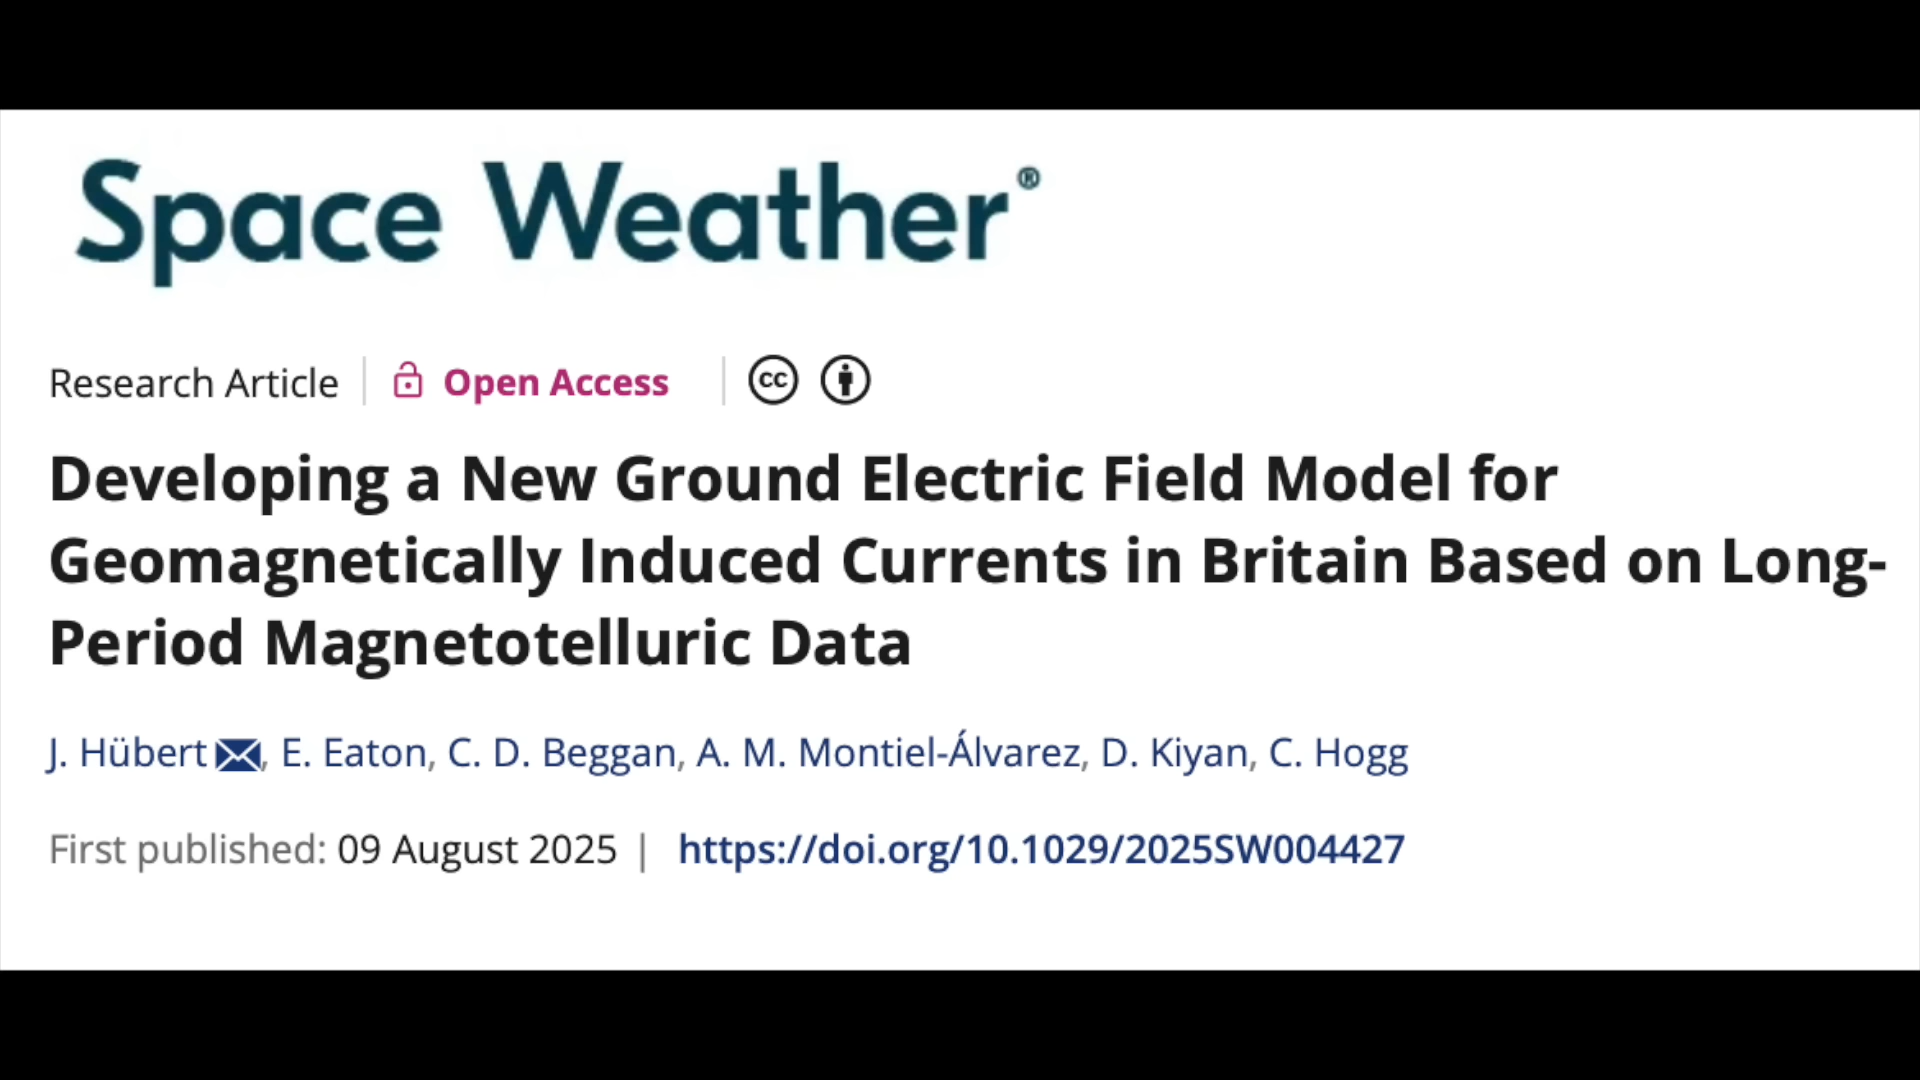 Space Weather®
Research Article | Open Access | cc
Developing a New Ground Electric Field Model for
Geomagnetically Induced Currents in Britain Based on Long-
Period Magnetotelluric Data
J. Hübert, E. Eaton, C. D. Beggan, A. M. Montiel-Álvarez, D. Kiyan, C. Hogg
First published: 09 August 2025 | https://doi.org/10.1029/2025SW004427